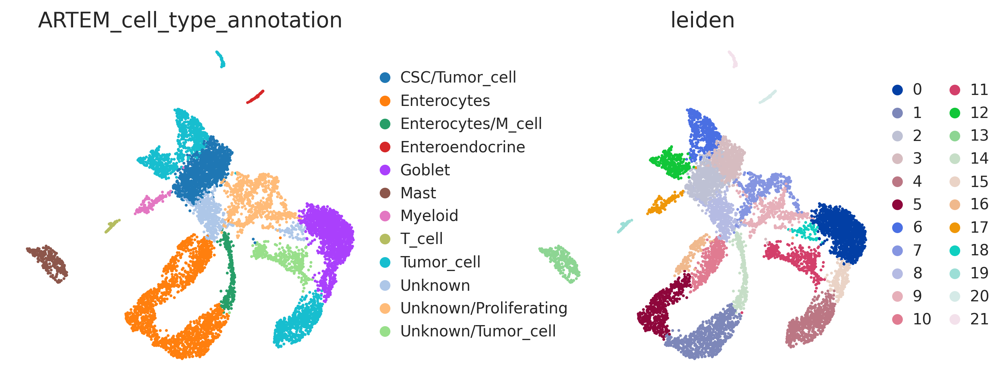 ARTEM_cell_type_annotation
CSC/Tumor_cell
Enterocytes
Enterocytes/M_cell
Enteroendocrine
Goblet
Mast
Myeloid
T_cell
Tumor_cell
Unknown
Unknown/Proliferating
Unknown/Tumor_cell
leiden
0
1
2
3
4
5
6
7
8
9
10
11
12
13
14
15
16
17
18
19
20
21